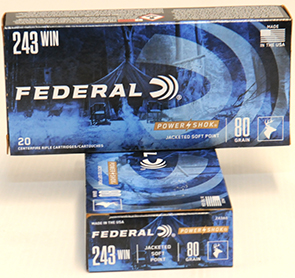 243 WIN
MADE
IN THE USA
FEDERAL
POWER SHOK
JACKETED SOFT POINT
80
GRAIN
20
CENTERFIRE RIFLE CARTRIDGES/CARTOUCHES
MADE IN THE USA
FEDERAL
243
WIN
JACKETED
SOFT
POINT
80
GRAIN
POWER SHOK